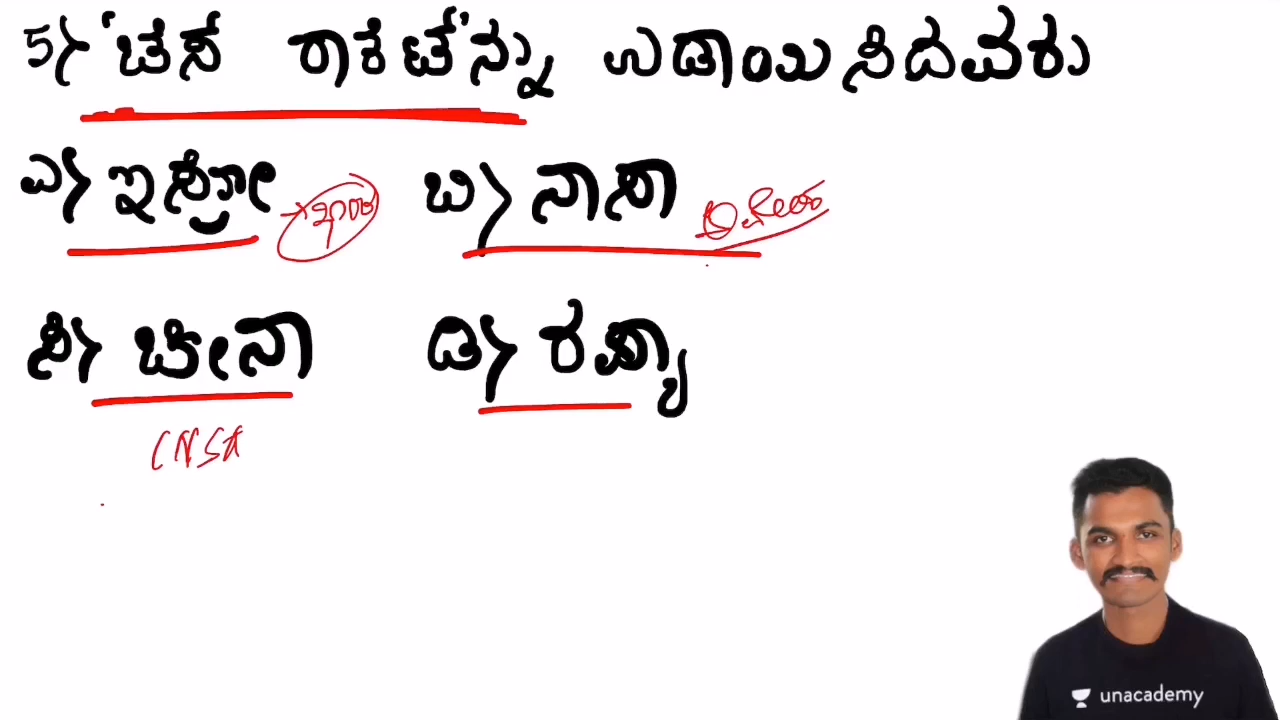 5> 'ಚೇಸ ರಾಕೆಟ್'ನ್ನು ಉಡಾಯಿಸಿದವರು
ಎ> ಇಸ್ರೋ ಬಿ> ನಾಸಾ
ಸಿ> ಚೀನಾ ಡಿ> ರಷ್ಯಾ
CNSA
unacademy